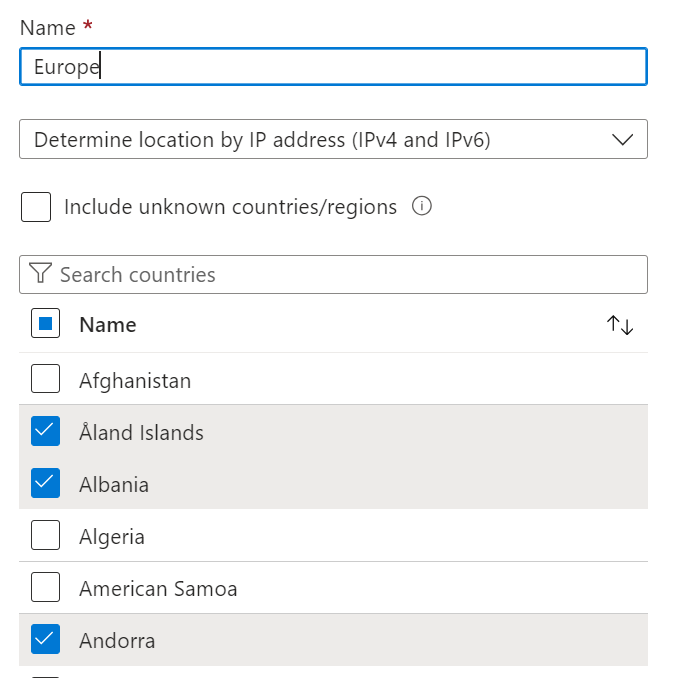 Name *
Europe
Determine location by IP address (IPv4 and IPv6)
Include unknown countries/regions
Search countries
Name
Afghanistan
Åland Islands
Albania
Algeria
American Samoa
Andorra